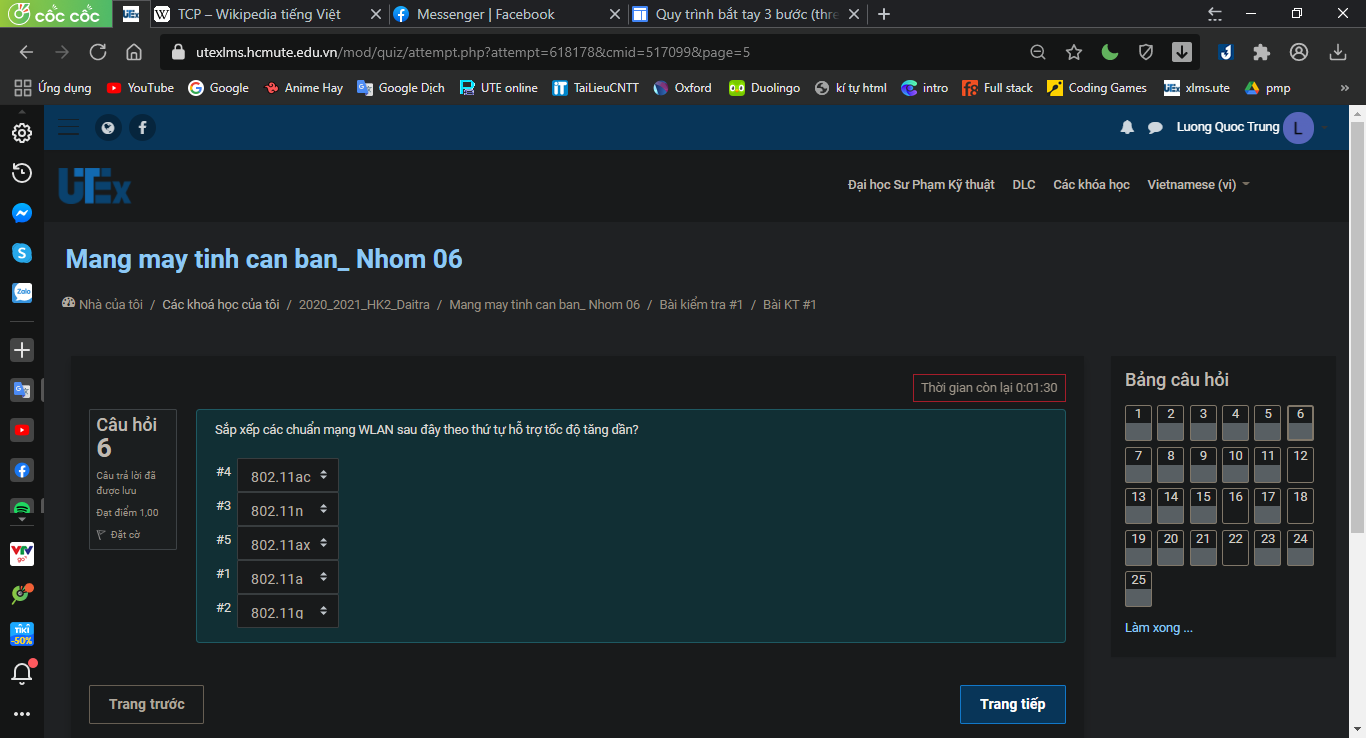 cốc cốc
UTEx
W TCP – Wikipedia tiếng Việt
Messenger | Facebook
Quy trình bắt tay 3 bước (thre
utexlms.hcmute.edu.vn/mod/quiz/attempt.php?attempt=618178&cmid=517099&page=5
Ứng dụng YouTube Google Anime Hay Google Dịch UTE online TaiLieuCNTT Oxford Duolingo kí tự html intro Full stack Coding Games xlms.ute pmp »
Luong Quoc Trung L
UTEx
Đại học Sư Phạm Kỹ thuật DLC Các khóa học Vietnamese (vi)
Mang may tinh can ban_ Nhom 06
Nhà của tôi / Các khoá học của tôi / 2020_2021_HK2_Daitra / Mang may tinh can ban_ Nhom 06 / Bài kiểm tra #1 / Bài KT #1
Thời gian còn lại 0:01:30
Câu hỏi
6
Câu trả lời đã
được lưu
Đạt điểm 1,00
Đặt cờ
Sắp xếp các chuẩn mạng WLAN sau đây theo thứ tự hỗ trợ tốc độ tăng dần?
#4 802.11ac
#3 802.11n
#5 802.11ax
#1 802.11a
#2 802.11g
Trang trước
Trang tiếp
Bảng câu hỏi
1 2 3 4 5 6
7 8 9 10 11 12
13 14 15 16 17 18
19 20 21 22 23 24
25
Làm xong ...
S
Zalo
VTV
go
TIKI
-50%